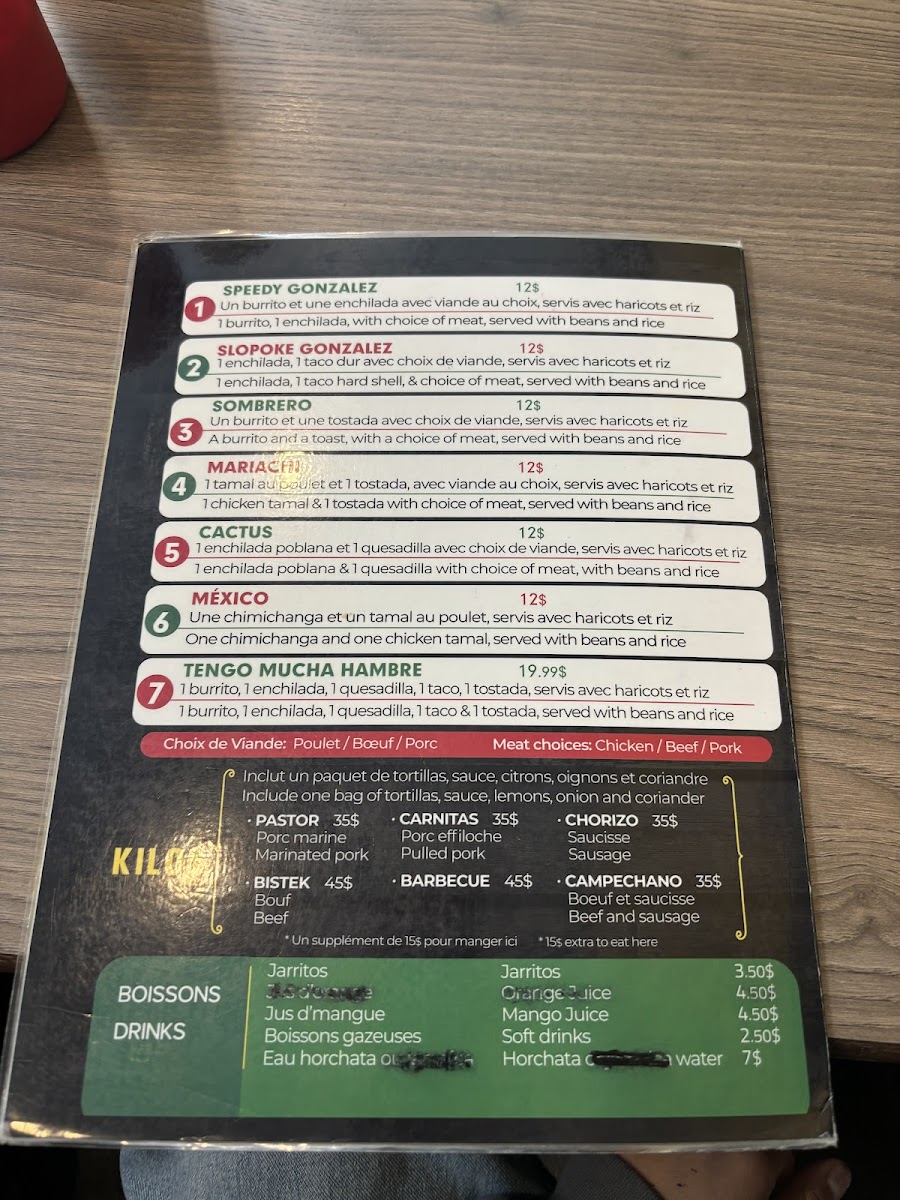 SPEEDY GONZALEZ 12$
1 Un burrito et une enchilada avec viande au choix, servis avec haricots et riz
1 burrito, 1 enchilada, with choice of meat, served with beans and rice
SLOPOKE GONZALEZ 12$
2 1 enchilada, 1 taco dur avec choix de viande, servis avec haricots et riz
1 enchilada, 1 taco hard shell, & choice of meat, served with beans and rice
SOMBRERO 12$
3 Un burrito et une tostada avec choix de viande, servis avec haricots et riz
A burrito and a toast, with a choice of meat, served with beans and rice
MARIACHI 12$
4 1 tamal au poulet et 1 tostada, avec viande au choix, servis avec haricots et riz
1 chicken tamal & 1 tostada with choice of meat, served with beans and rice
CACTUS 12$
5 1 enchilada poblana et 1 quesadilla avec choix de viande, servis avec haricots et riz
1 enchilada poblana & 1 quesadilla with choice of meat, with beans and rice
MÉXICO 12$
6 Une chimichanga et un tamal au poulet, servis avec haricots et riz
One chimichanga and one chicken tamal, served with beans and rice
TENGO MUCHA HAMBRE 19.99$
7 1 burrito, 1 enchilada, 1 quesadilla, 1 taco, 1 tostada, servis avec haricots et riz
1 burrito, 1 enchilada, 1 quesadilla, 1 taco & 1 tostada, served with beans and rice
Choix de Viande: Poulet / Bœuf / Porc Meat choices: Chicken / Beef / Pork
Inclut un paquet de tortillas, sauce, citrons, oignons et coriandre
Include one bag of tortillas, sauce, lemons, onion and coriander
· PASTOR 35$ · CARNITAS 35$ · CHORIZO 35$
Porc marine Porc effiloche Saucisse
Marinated pork Pulled pork Sausage
· BISTEK 45$ · BARBECUE 45$ · CAMPECHANO 35$
Bouf Boeuf et saucisse
Beef Beef and sausage
* Un supplément de 15$ pour manger ici * 15$ extra to eat here
BOISSONS
DRINKS
Jarritos Jarritos 3.50$
Orange Juice 4.50$
Jus d'mangue Mango Juice 4.50$
Boissons gazeuses Soft drinks 2.50$
Eau horchata Horchata water 7$